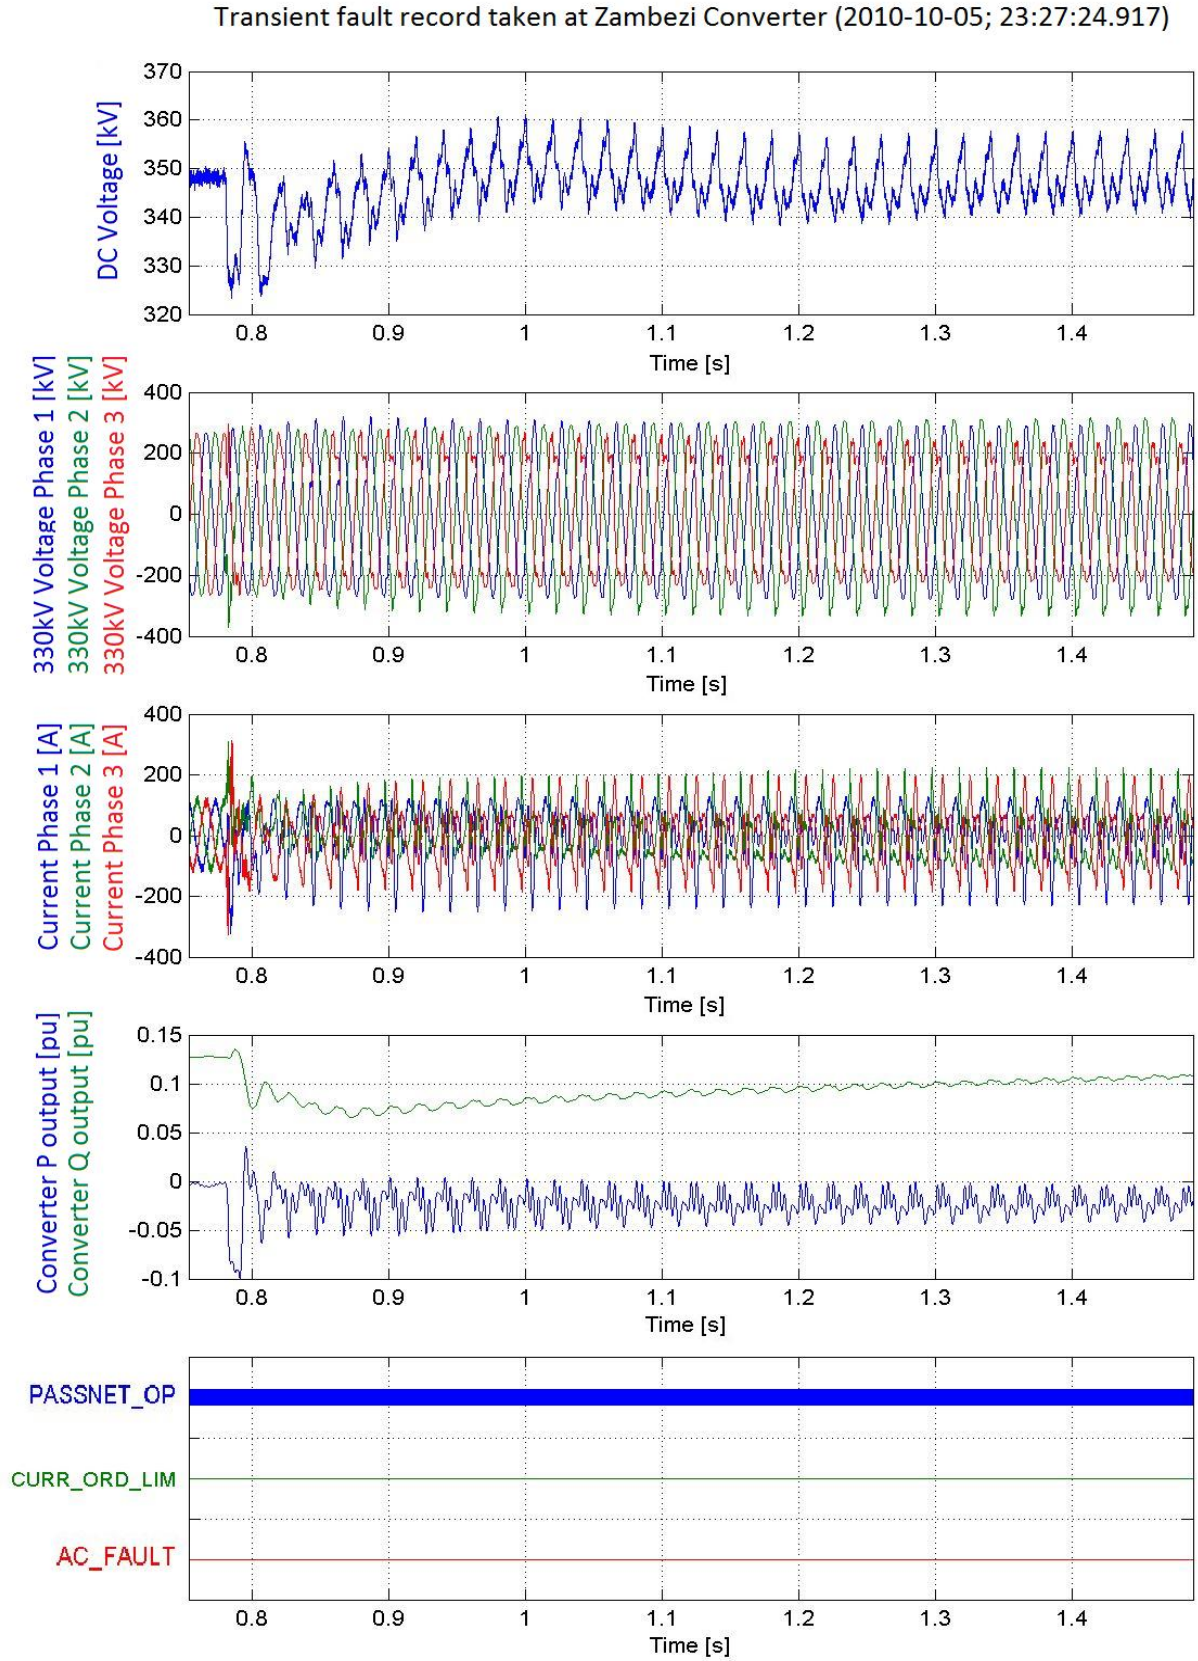 Transient fault record taken at Zambezi Converter (2010-10-05; 23:27:24.917)
DC Voltage [kV]
370
360
350
340
330
320
0.8 0.9 1 1.1 1.2 1.3 1.4
Time [s]
330kV Voltage Phase 1 [kV]
330kV Voltage Phase 2 [kV]
330kV Voltage Phase 3 [kV]
400
200
0
-200
-400
0.8 0.9 1 1.1 1.2 1.3 1.4
Time [s]
Current Phase 1 [A]
Current Phase 2 [A]
Current Phase 3 [A]
400
200
0
-200
-400
0.8 0.9 1 1.1 1.2 1.3 1.4
Time [s]
Converter P output [pu]
Converter Q output [pu]
0.15
0.1
0.05
0
-0.05
-0.1
0.8 0.9 1 1.1 1.2 1.3 1.4
Time [s]
PASSNET_OP
CURR_ORD_LIM
AC_FAULT
0.8 0.9 1 1.1 1.2 1.3 1.4
Time [s]